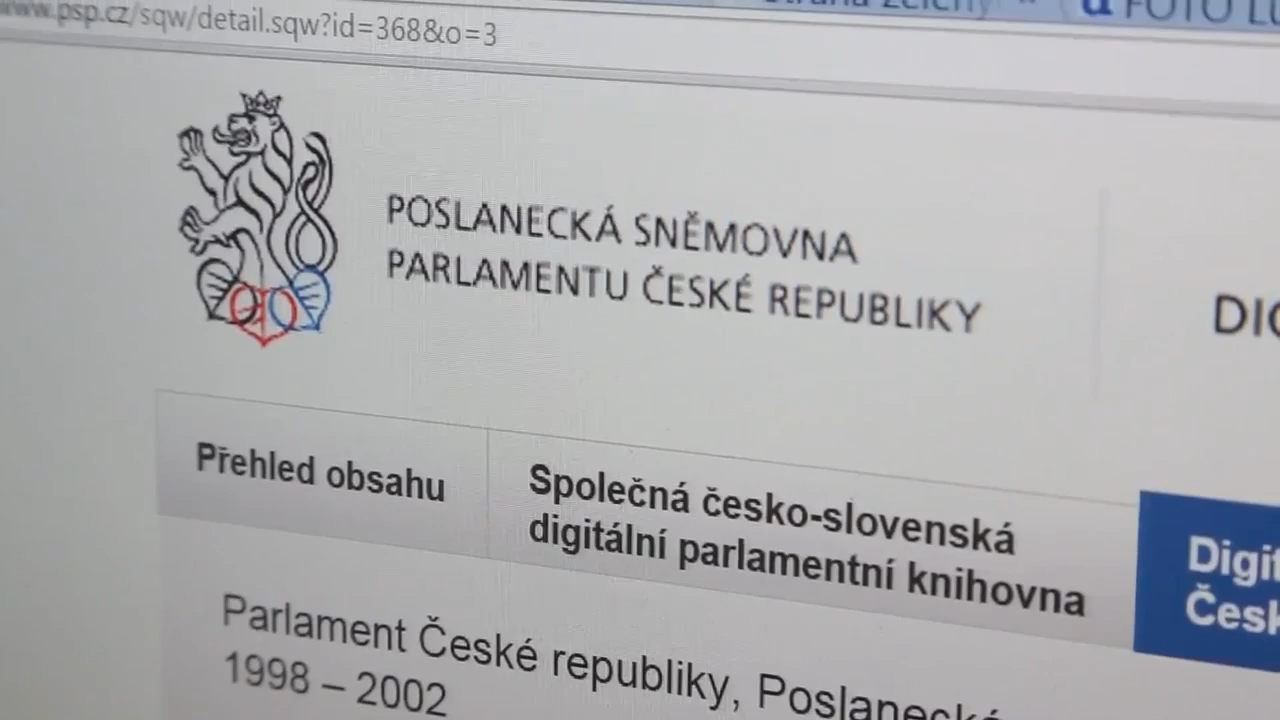 www.psp.cz/sqw/detail.sqw?id=368&o=3
POSLANECKÁ SNĚMOVNA
PARLAMENTU ČESKÉ REPUBLIKY
Přehled obsahu
Společná česko-slovenská
digitální parlamentní knihovna
Parlament České republiky, Poslanecká
1998 – 2002